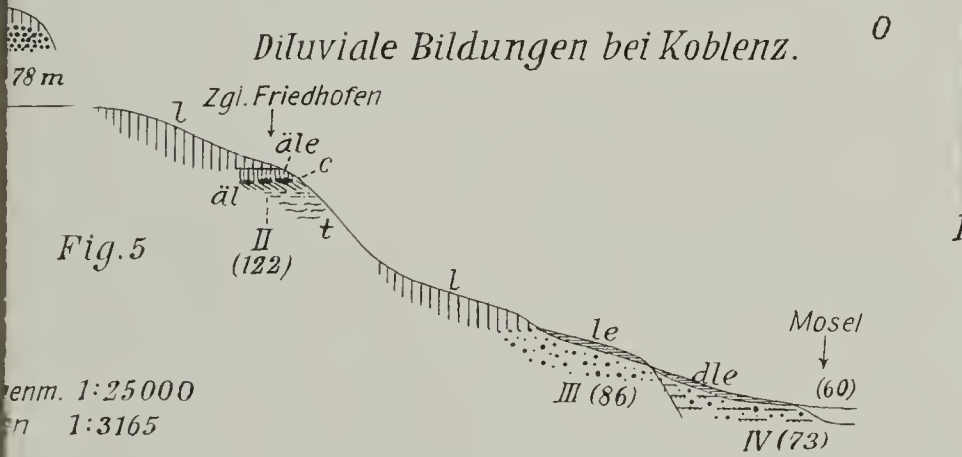 Diluviale Bildungen bei Koblenz.
O
78 m
Zgl. Friedhofen
l
äle
c
äl
t
II
(122)
Fig. 5
l
le
Mosel
dle
(60)
III (86)
IV (73)
1:25000
1:3165